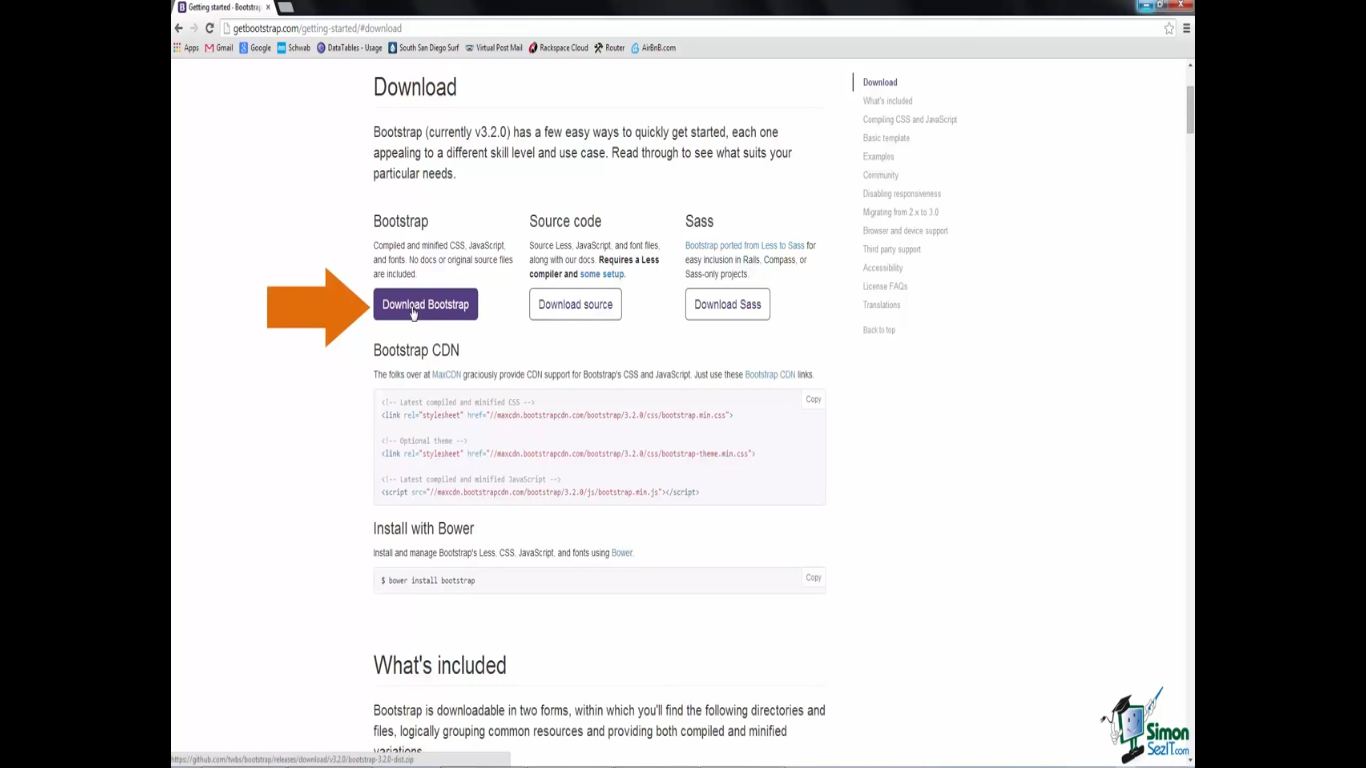 Getting started · Bootstrap
getbootstrap.com/getting-started/#download
Apps Gmail Google Schwab DataTables - Usage South San Diego Surf Virtual Post Mail Rackspace Cloud Router AirBnB.com
Download
Bootstrap (currently v3.2.0) has a few easy ways to quickly get started, each one
appealing to a different skill level and use case. Read through to see what suits your
particular needs.
Bootstrap
Compiled and minified CSS, JavaScript,
and fonts. No docs or original source files
are included.
Download Bootstrap
Source code
Source Less, JavaScript, and font files,
along with our docs. Requires a Less
compiler and some setup.
Download source
Sass
Bootstrap ported from Less to Sass for
easy inclusion in Rails, Compass, or
Sass-only projects.
Download Sass
Bootstrap CDN
The folks over at MaxCDN graciously provide CDN support for Bootstrap's CSS and JavaScript. Just use these Bootstrap CDN links.
Copy
<!-- Latest compiled and minified CSS -->
<link rel="stylesheet" href="//maxcdn.bootstrapcdn.com/bootstrap/3.2.0/css/bootstrap.min.css">
<!-- Optional theme -->
<link rel="stylesheet" href="//maxcdn.bootstrapcdn.com/bootstrap/3.2.0/css/bootstrap-theme.min.css">
<!-- Latest compiled and minified JavaScript -->
<script src="//maxcdn.bootstrapcdn.com/bootstrap/3.2.0/js/bootstrap.min.js"></script>
Install with Bower
Install and manage Bootstrap's Less, CSS, JavaScript, and fonts using Bower.
Copy
$ bower install bootstrap
What's included
Bootstrap is downloadable in two forms, within which you'll find the following directories and
files, logically grouping common resources and providing both compiled and minified
variations.
Download
What's included
Compiling CSS and JavaScript
Basic template
Examples
Community
Disabling responsiveness
Migrating from 2.x to 3.0
Browser and device support
Third party support
Accessibility
License FAQs
Translations
Back to top
https://github.com/twbs/bootstrap/releases/download/v3.2.0/bootstrap-3.2.0-dist.zip
Simon
SezIT.com